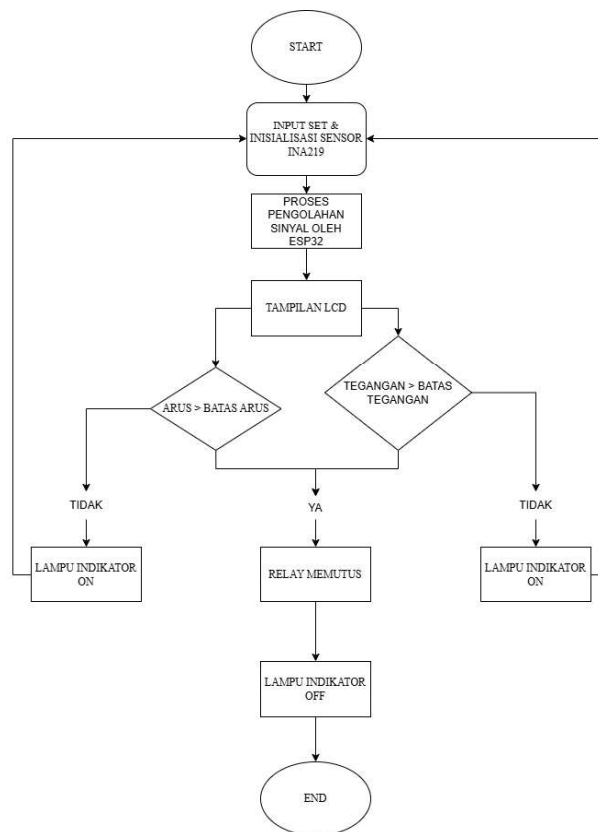 START
INPUT SET &
INISIALISASI SENSOR
INA219
PROSES
PENGOLAHAN
SINYAL OLEH
ESP32
TAMPILAN LCD
ARUS > BATAS ARUS
TEGANGAN > BATAS
TEGANGAN
TIDAK
YA
TIDAK
LAMPU INDIKATOR
ON
RELAY MEMUTUS
LAMPU INDIKATOR
ON
LAMPU INDIKATOR
OFF
END